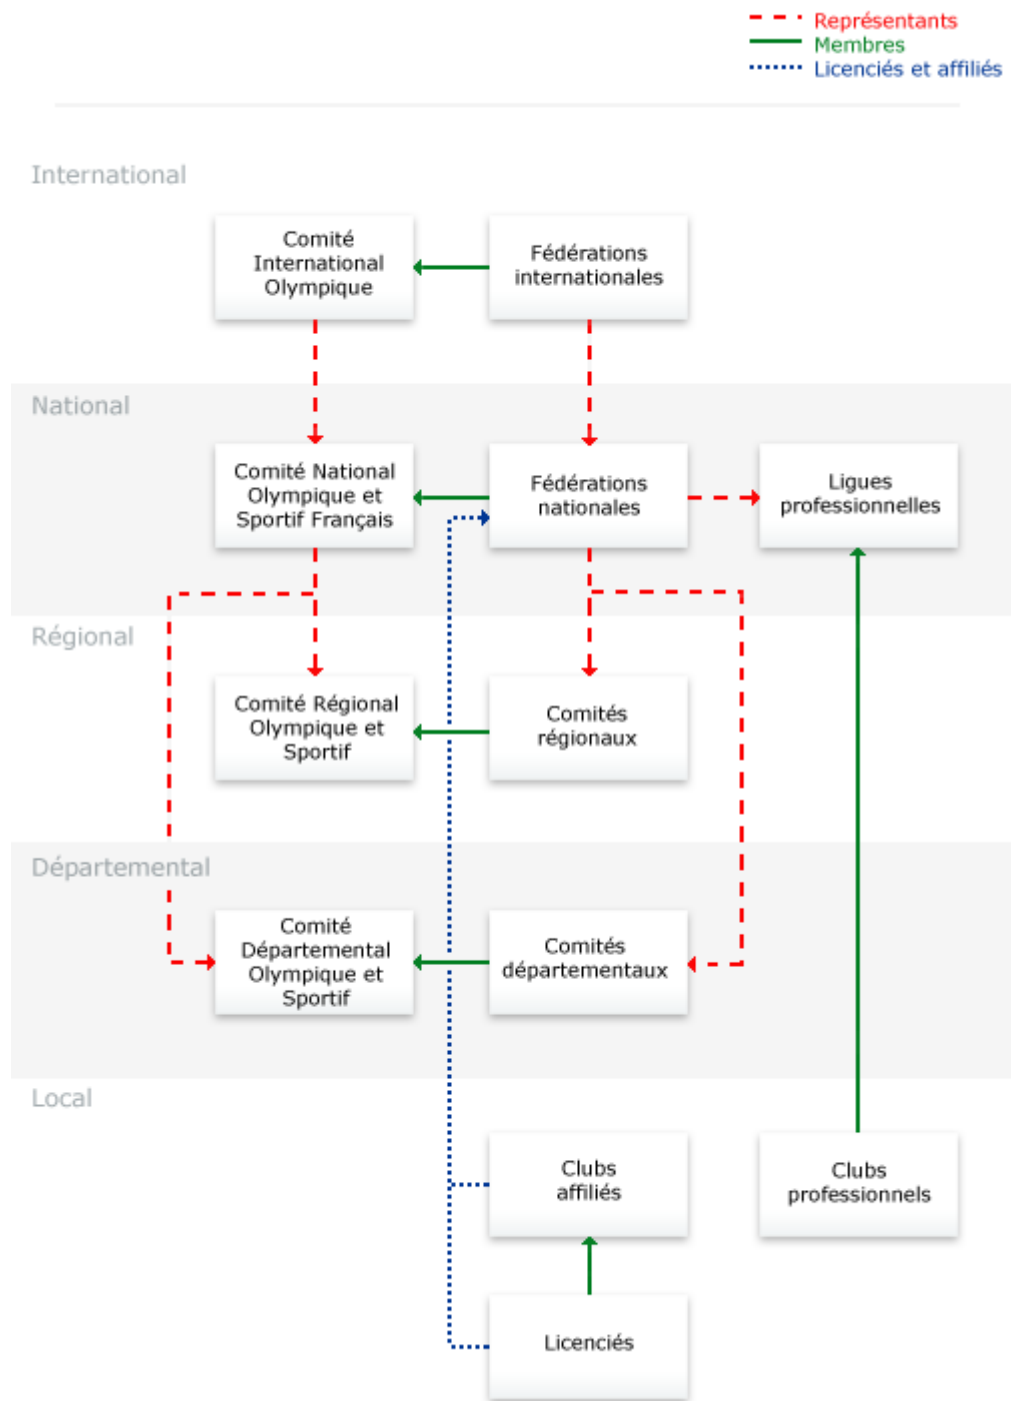 Représentants
Membres
Licenciés et affiliés
International
Comité
International
Olympique
Fédérations
internationales
National
Comité National
Olympique et
Sportif Français
Fédérations
nationales
Ligues
professionnelles
Régional
Comité Régional
Olympique et
Sportif
Comités
régionaux
Départemental
Comité
Départemental
Olympique et
Sportif
Comités
départementaux
Local
Clubs
affiliés
Clubs
professionnels
Licenciés